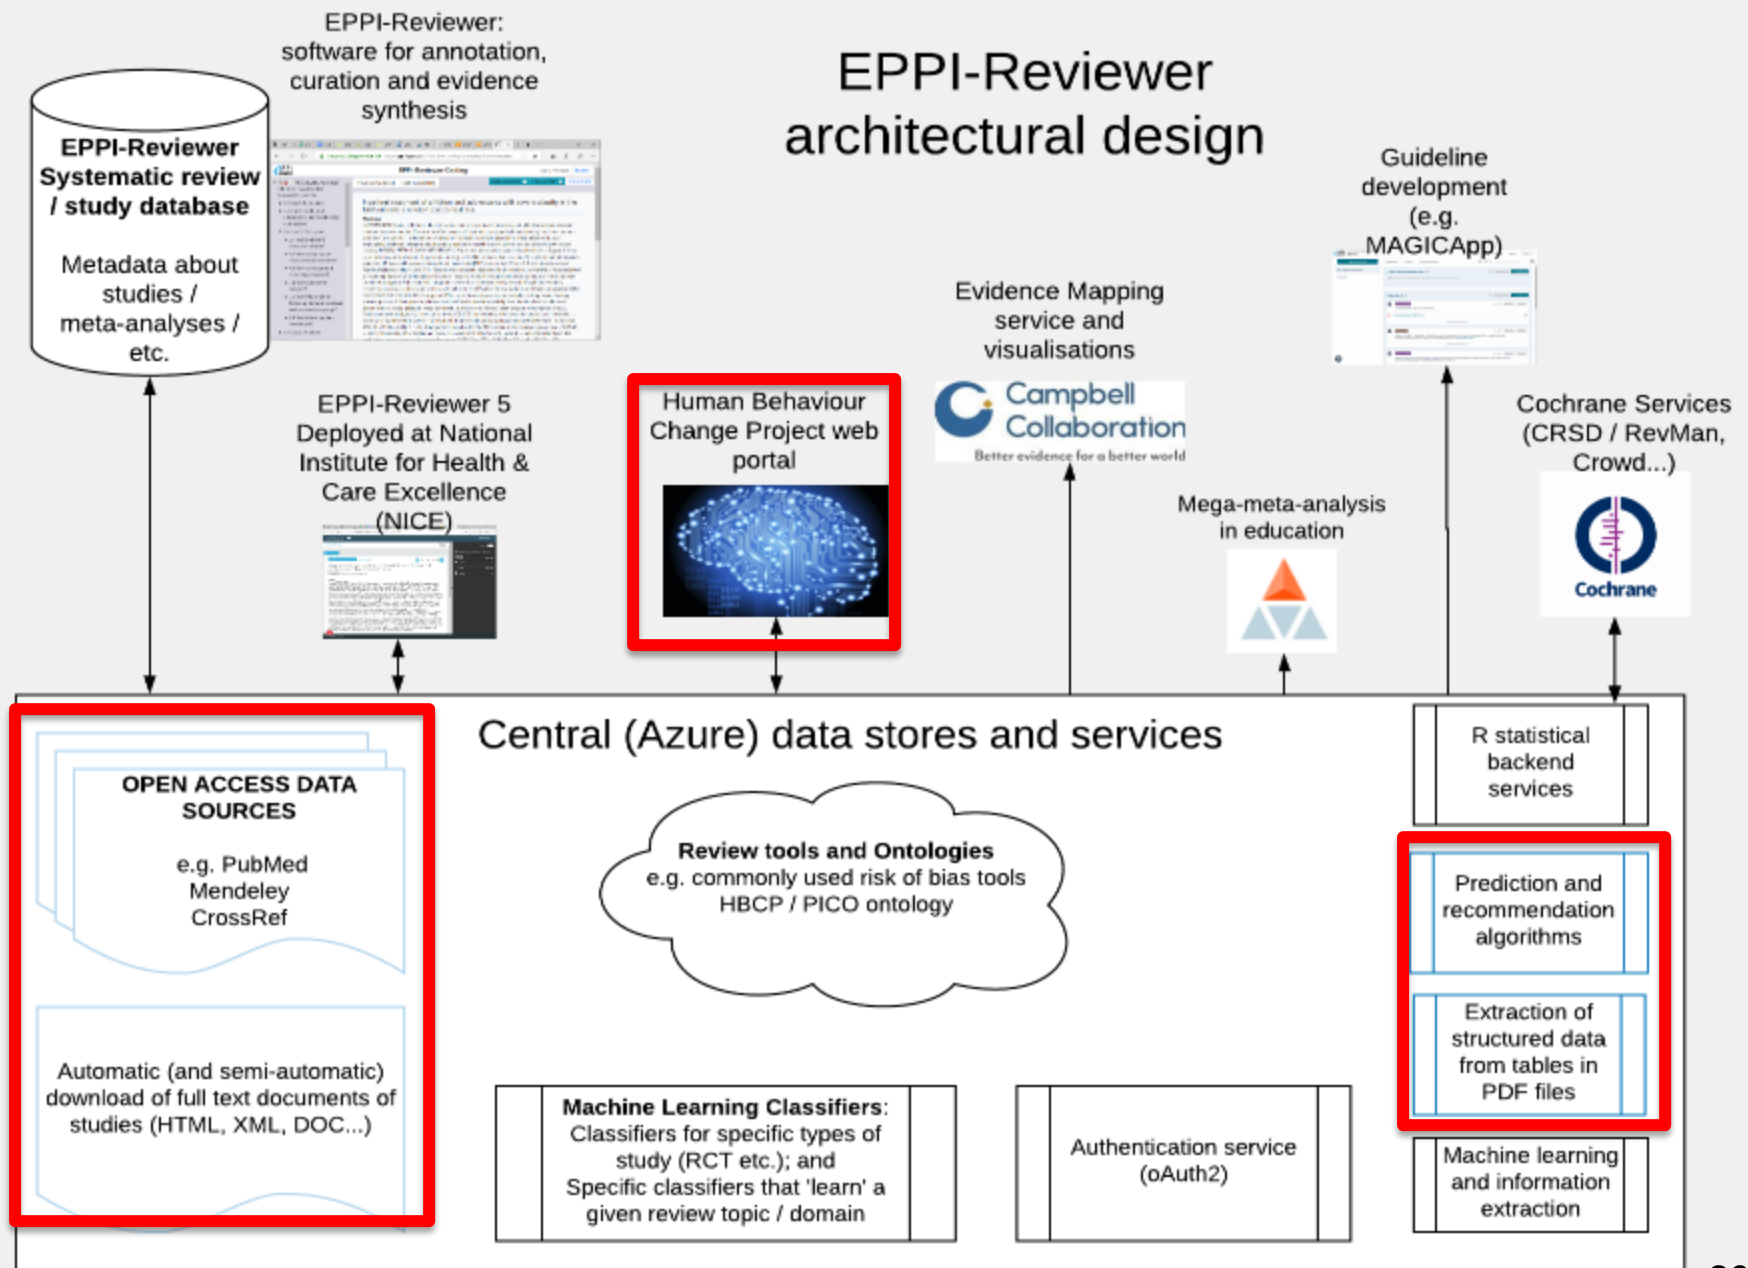 EPPI-Reviewer:
software for annotation,
curation and evidence
synthesis
EPPI-Reviewer
architectural design
EPPI-Reviewer
Systematic review
/ study database
Metadata about
studies /
meta-analyses /
etc.
EPPI-Reviewer Coding
Guideline
development
(e.g.
MAGICApp)
Evidence Mapping
service and
visualisations
Campbell
Collaboration
Better evidence for a better world
EPPI-Reviewer 5
Deployed at National
Institute for Health &
Care Excellence
(NICE)
Human Behaviour
Change Project web
portal
Mega-meta-analysis
in education
Cochrane Services
(CRSD / RevMan,
Crowd...)
Cochrane
Central (Azure) data stores and services
OPEN ACCESS DATA
SOURCES
e.g. PubMed
Mendeley
CrossRef
Automatic (and semi-automatic)
download of full text documents of
studies (HTML, XML, DOC...)
Review tools and Ontologies
e.g. commonly used risk of bias tools
HBCP / PICO ontology
Machine Learning Classifiers:
Classifiers for specific types of
study (RCT etc.); and
Specific classifiers that 'learn' a
given review topic / domain
Authentication service
(oAuth2)
R statistical
backend
services
Prediction and
recommendation
algorithms
Extraction of
structured data
from tables in
PDF files
Machine learning
and information
extraction